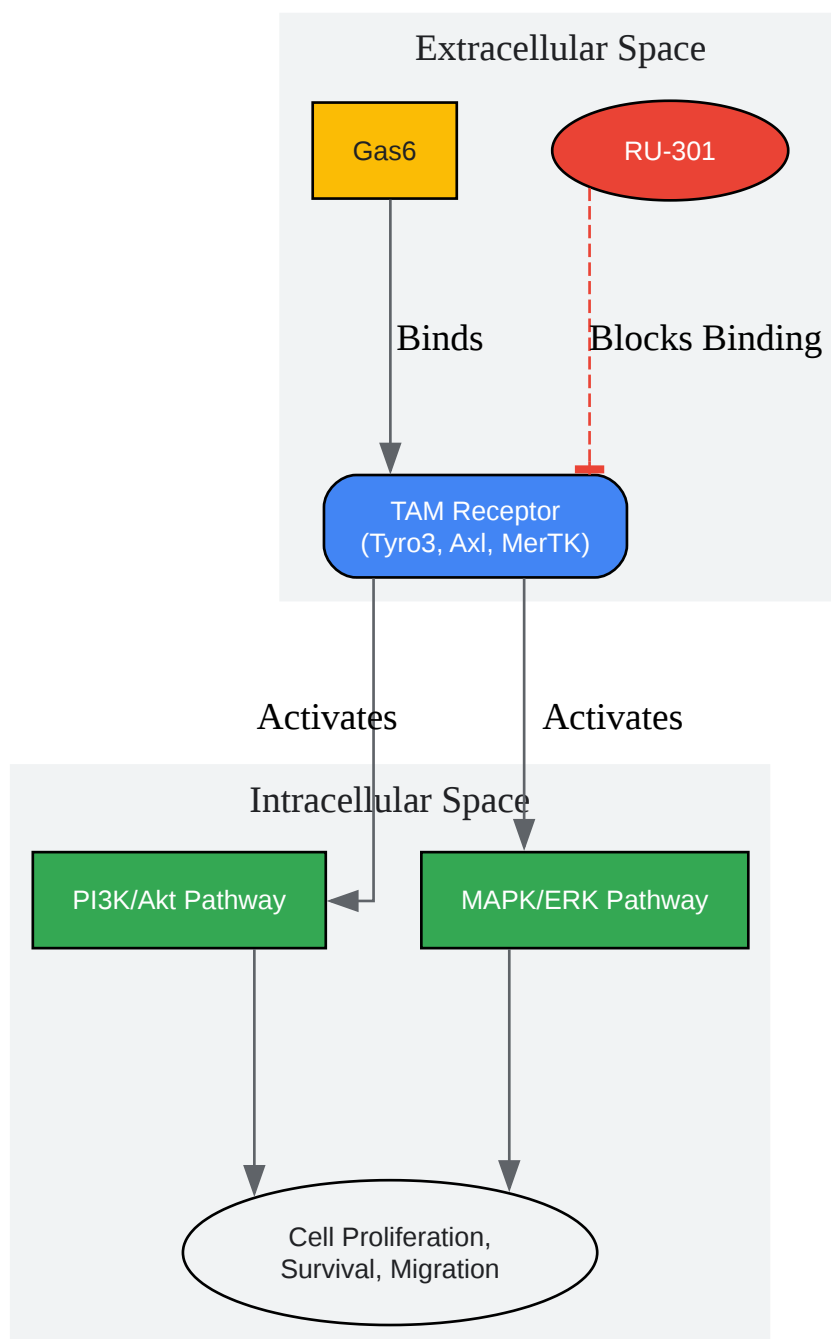 Extracellular Space
Gas6
RU-301
Binds
Blocks Binding
TAM Receptor
(Tyro3, Axl, MerTK)
Activates
Activates
Intracellular Space
PI3K/Akt Pathway
MAPK/ERK Pathway
Cell Proliferation,
Survival, Migration